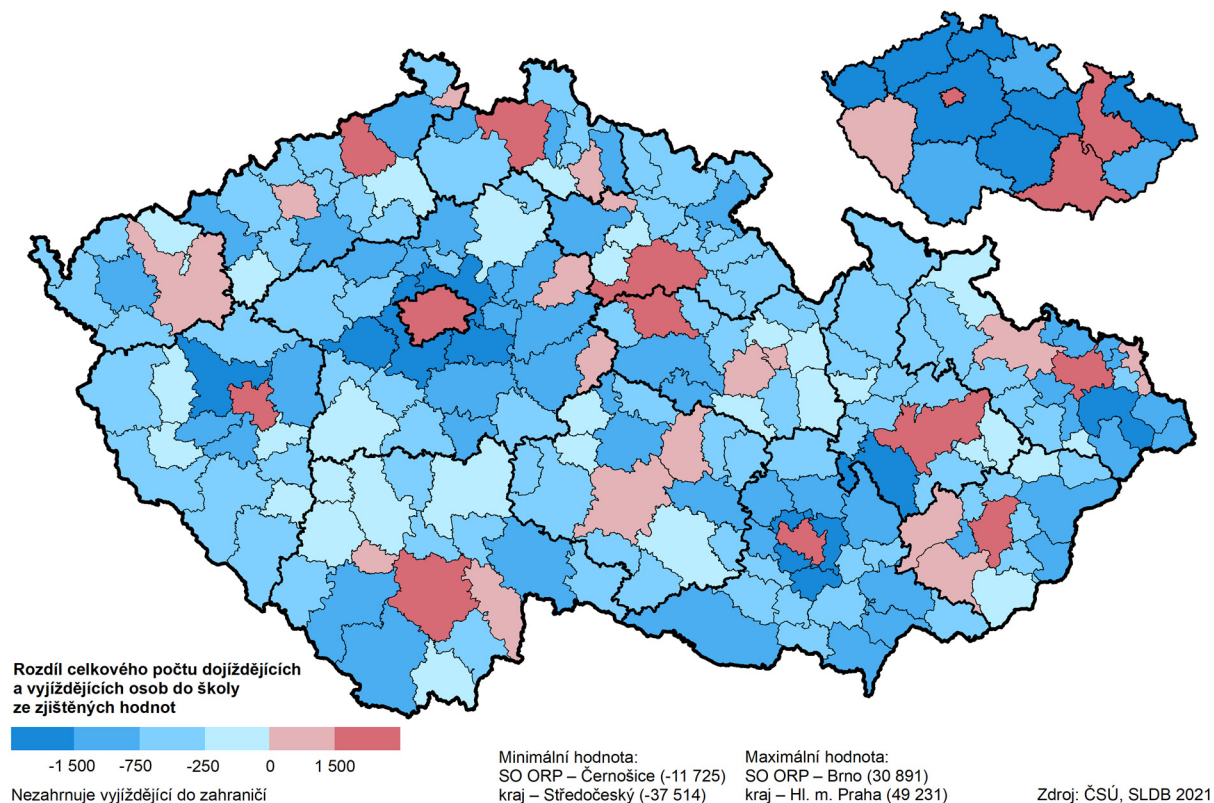 Rozdíl celkového počtu dojíždějících
a vyjíždějících osob do školy
ze zjištěných hodnot
-1 500 -750 -250 0 1 500
Nezahrnuje vyjíždějící do zahraničí
Minimální hodnota:
SO ORP – Černošice (-11 725)
kraj – Středočeský (-37 514)
Maximální hodnota:
SO ORP – Brno (30 891)
kraj – Hl. m. Praha (49 231)
Zdroj: ČSÚ, SLDB 2021